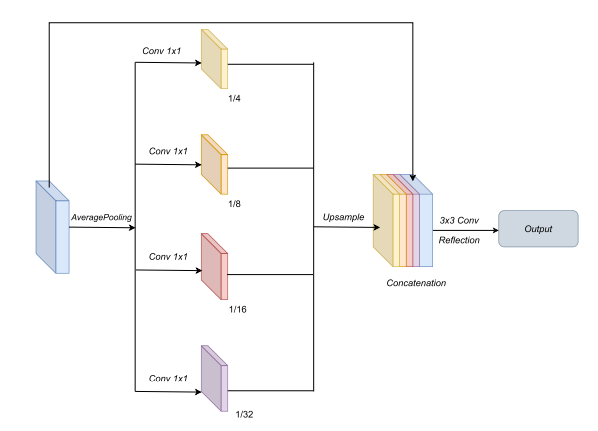 Conv 1x1
1/4
Conv 1x1
1/8
AveragePooling
Upsample
3x3 Conv
Reflection
Output
Conv 1x1
Concatenation
1/16
Conv 1x1
1/32